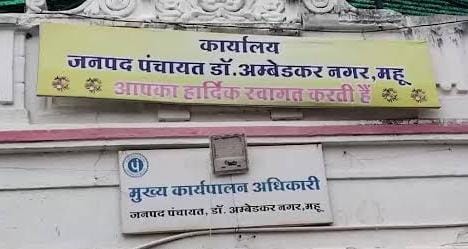 कार्यालय
जनपद पंचायत डॉ.अम्बेडकर नगर,महू
आपका हार्दिक स्वागत करती हैं
मुख्य कार्यपालन अधिकारी
जनपद पंचायत, डॉ. अम्बेडकर नगर,महू